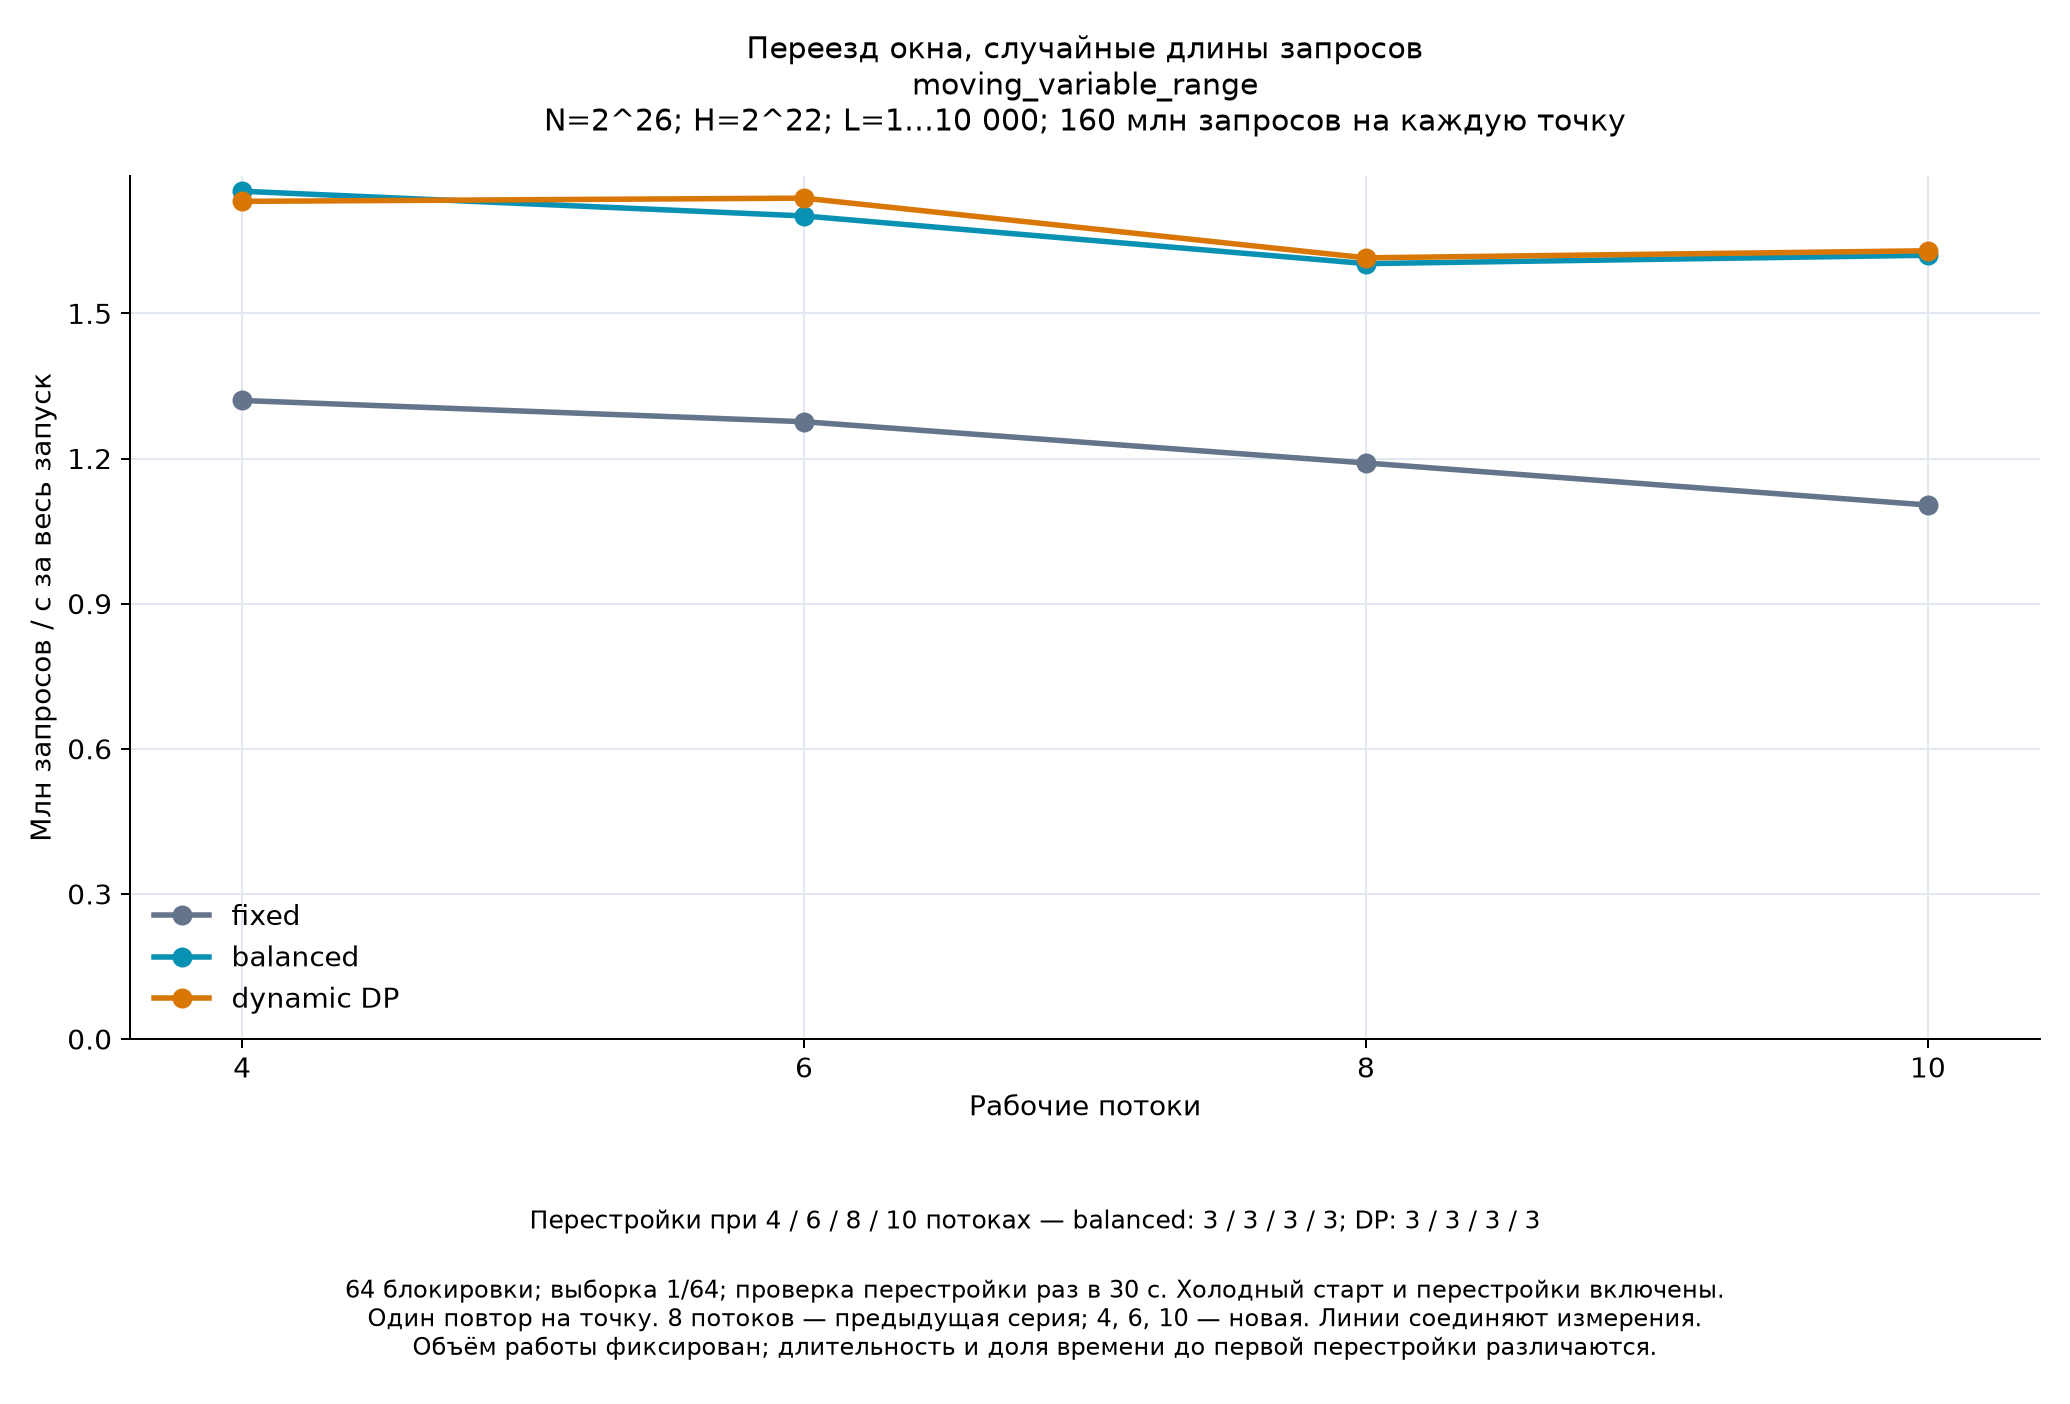 Переезд окна, случайные длины запросов
moving_variable_range
N=2^26; H=2^22; L=1…10 000; 160 млн запросов на каждую точку
Млн запросов / с за весь запуск
1.5
1.2
0.9
0.6
0.3
0.0
fixed
balanced
dynamic DP
4
6
8
10
Рабочие потоки
Перестройки при 4 / 6 / 8 / 10 потоках — balanced: 3 / 3 / 3 / 3; DP: 3 / 3 / 3 / 3
64 блокировки; выборка 1/64; проверка перестройки раз в 30 с. Холодный старт и перестройки включены.
Один повтор на точку. 8 потоков — предыдущая серия; 4, 6, 10 — новая. Линии соединяют измерения.
Объём работы фиксирован; длительность и доля времени до первой перестройки различаются.